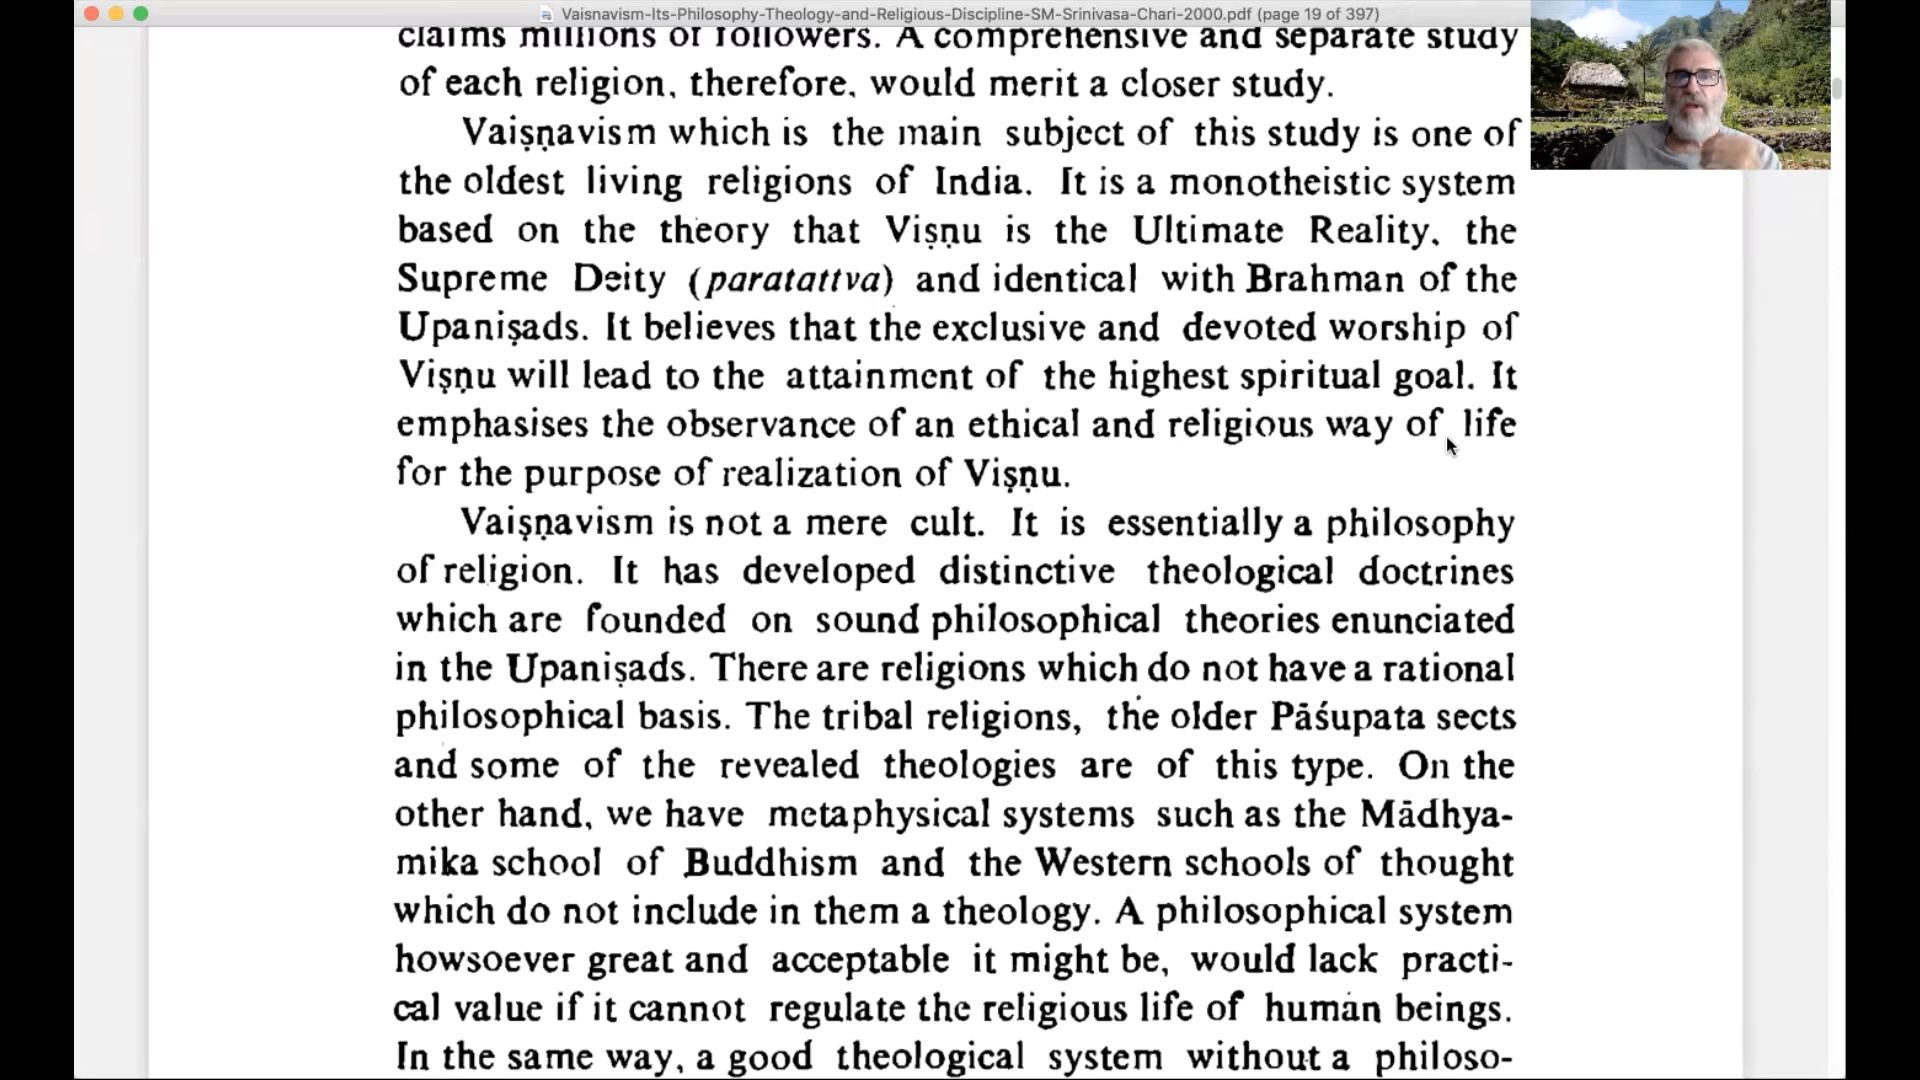 Vaisnavism-Its-Philosophy-Theology-and-Religious-Discipline-SM-Srinivasa-Chari-2000.pdf (page 19 of 397)
claims millions of followers. A comprehensive and separate study
of each religion, therefore, would merit a closer study.
Vaiṣṇavism which is the main subject of this study is one of
the oldest living religions of India. It is a monotheistic system
based on the theory that Viṣṇu is the Ultimate Reality, the
Supreme Deity (paratattva) and identical with Brahman of the
Upaniṣads. It believes that the exclusive and devoted worship of
Viṣṇu will lead to the attainment of the highest spiritual goal. It
emphasises the observance of an ethical and religious way of life
for the purpose of realization of Viṣṇu.
Vaiṣṇavism is not a mere cult. It is essentially a philosophy
of religion. It has developed distinctive theological doctrines
which are founded on sound philosophical theories enunciated
in the Upaniṣads. There are religions which do not have a rational
philosophical basis. The tribal religions, the older Pāśupata sects
and some of the revealed theologies are of this type. On the
other hand, we have metaphysical systems such as the Mādhya-
mika school of Buddhism and the Western schools of thought
which do not include in them a theology. A philosophical system
howsoever great and acceptable it might be, would lack practi-
cal value if it cannot regulate the religious life of human beings.
In the same way, a good theological system without a philoso-